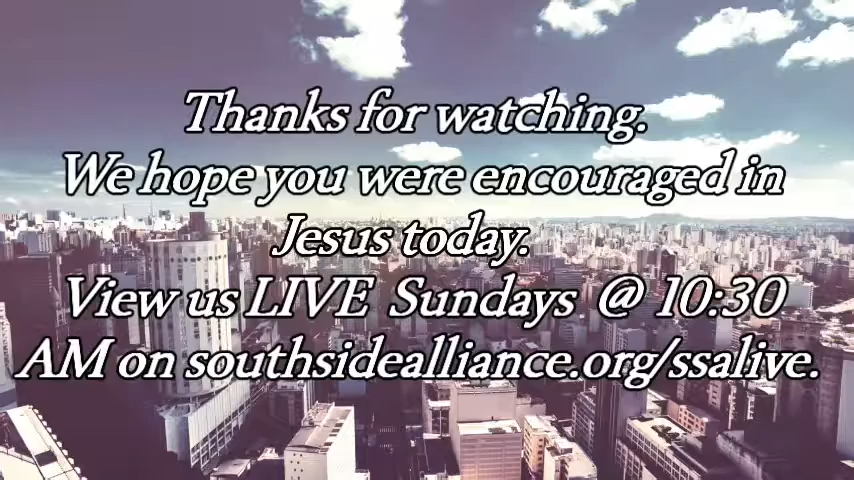 Thanks for watching.
We hope you were encouraged in
Jesus today.
View us LIVE  Sundays  @ 10:30
AM on southsidealliance.org/ssalive.